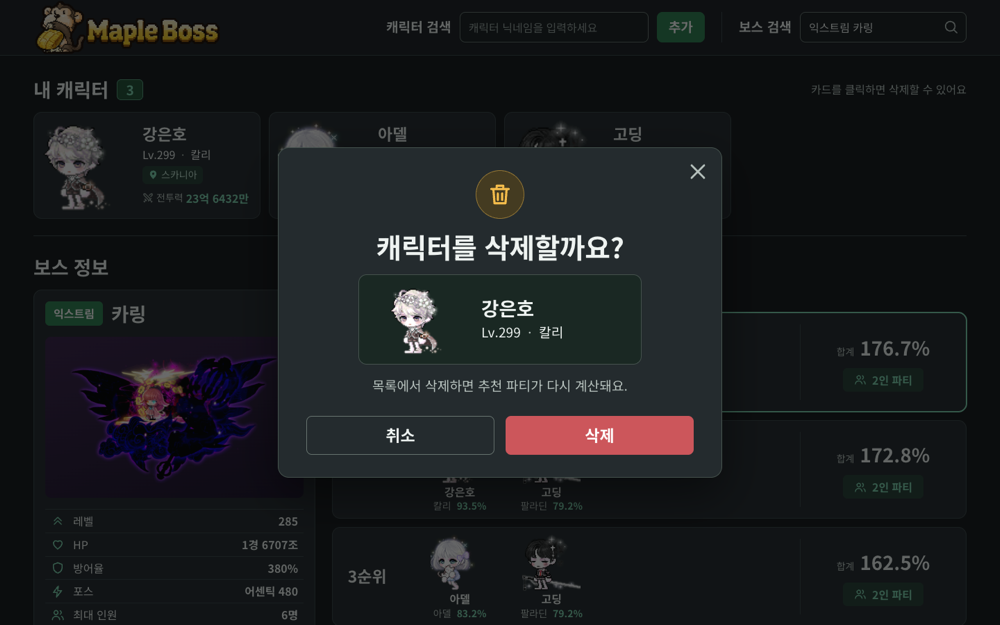 Maple Boss
캐릭터 검색
캐릭터 닉네임을 입력하세요
추가
보스 검색
익스트림 카링
내 캐릭터 3
카드를 클릭하면 삭제할 수 있어요
강은호
Lv.299 · 칼리
스카니아
전투력 23억 6432만
아델
고딩
캐릭터를 삭제할까요?
강은호
Lv.299 · 칼리
목록에서 삭제하면 추천 파티가 다시 계산돼요.
취소
삭제
보스 정보
익스트림 카링
레벨 285
HP 1경 6707조
방어율 380%
포스 어센틱 480
최대 인원 6명
합계 176.7%
2인 파티
강은호
칼리 93.5%
고딩
팔라딘 79.2%
합계 172.8%
2인 파티
3순위
아델
아델 83.2%
고딩
팔라딘 79.2%
합계 162.5%
2인 파티